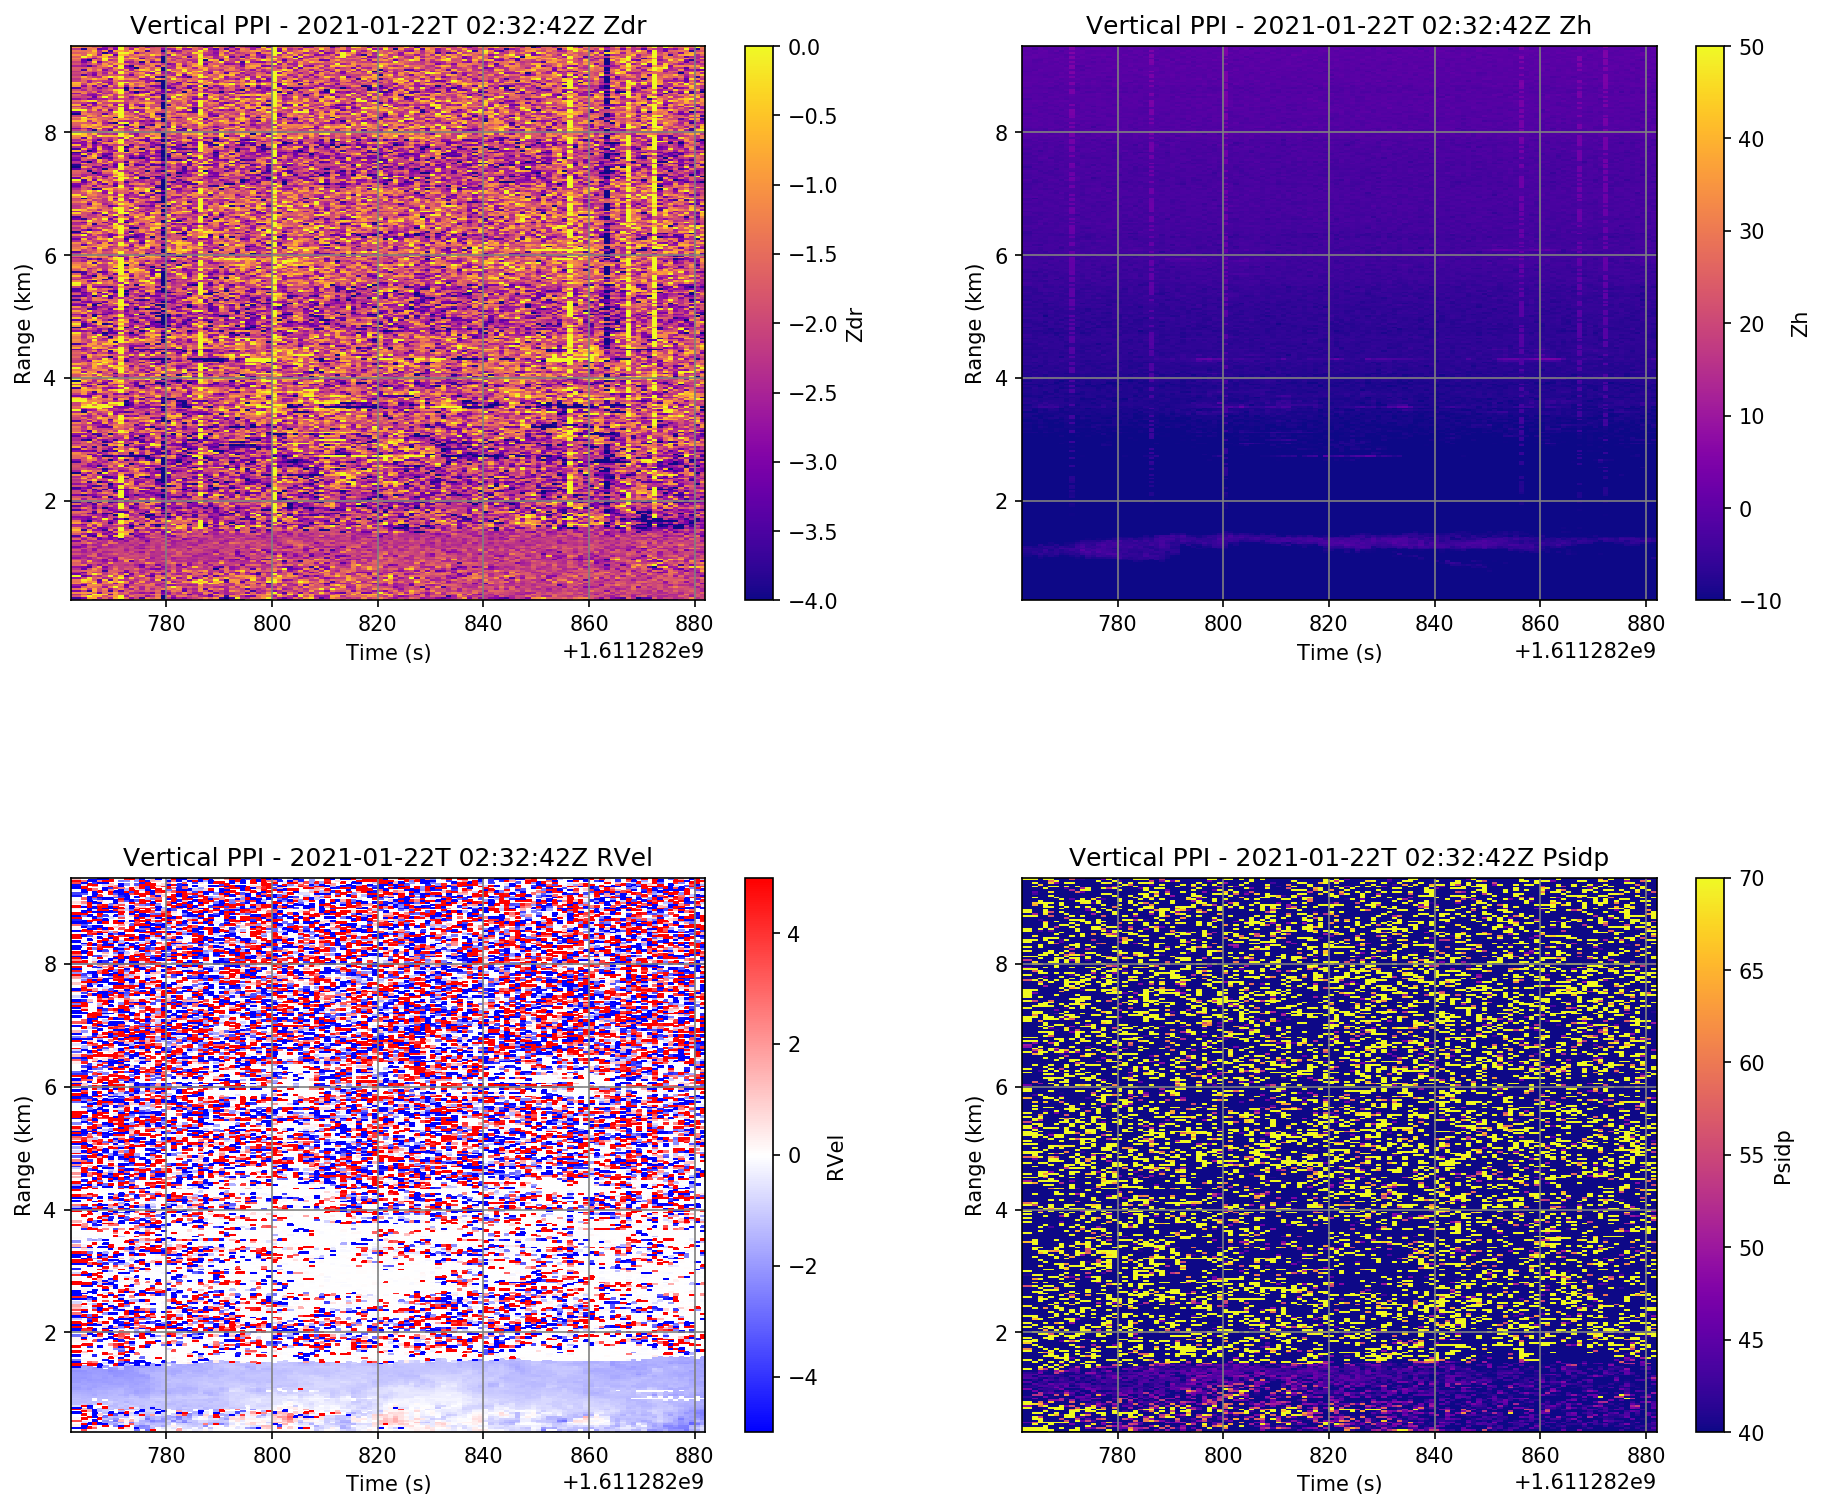 Vertical PPI - 2021-01-22T 02:32:42Z Zdr
Range (km)
8
6
4
2
780 800 820 840 860 880
Time (s)
+1.611282e9
0.0
−0.5
−1.0
−1.5
−2.0
−2.5
−3.0
−3.5
−4.0
Zdr
Vertical PPI - 2021-01-22T 02:32:42Z Zh
Range (km)
8
6
4
2
780 800 820 840 860 880
Time (s)
+1.611282e9
50
40
30
20
10
0
−10
Zh
Vertical PPI - 2021-01-22T 02:32:42Z RVel
Range (km)
8
6
4
2
780 800 820 840 860 880
Time (s)
+1.611282e9
4
2
0
−2
−4
RVel
Vertical PPI - 2021-01-22T 02:32:42Z Psidp
Range (km)
8
6
4
2
780 800 820 840 860 880
Time (s)
+1.611282e9
70
65
60
55
50
45
40
Psidp